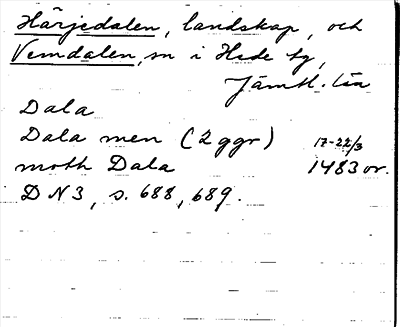 Härjedalen, landskap, och
Vemdalen, sn i Hede tg,
Jämtl. län
Dala
Dala men (2 ggr) 17-22/3
moth Dala 1483 or.
DN 3, s. 688, 689.